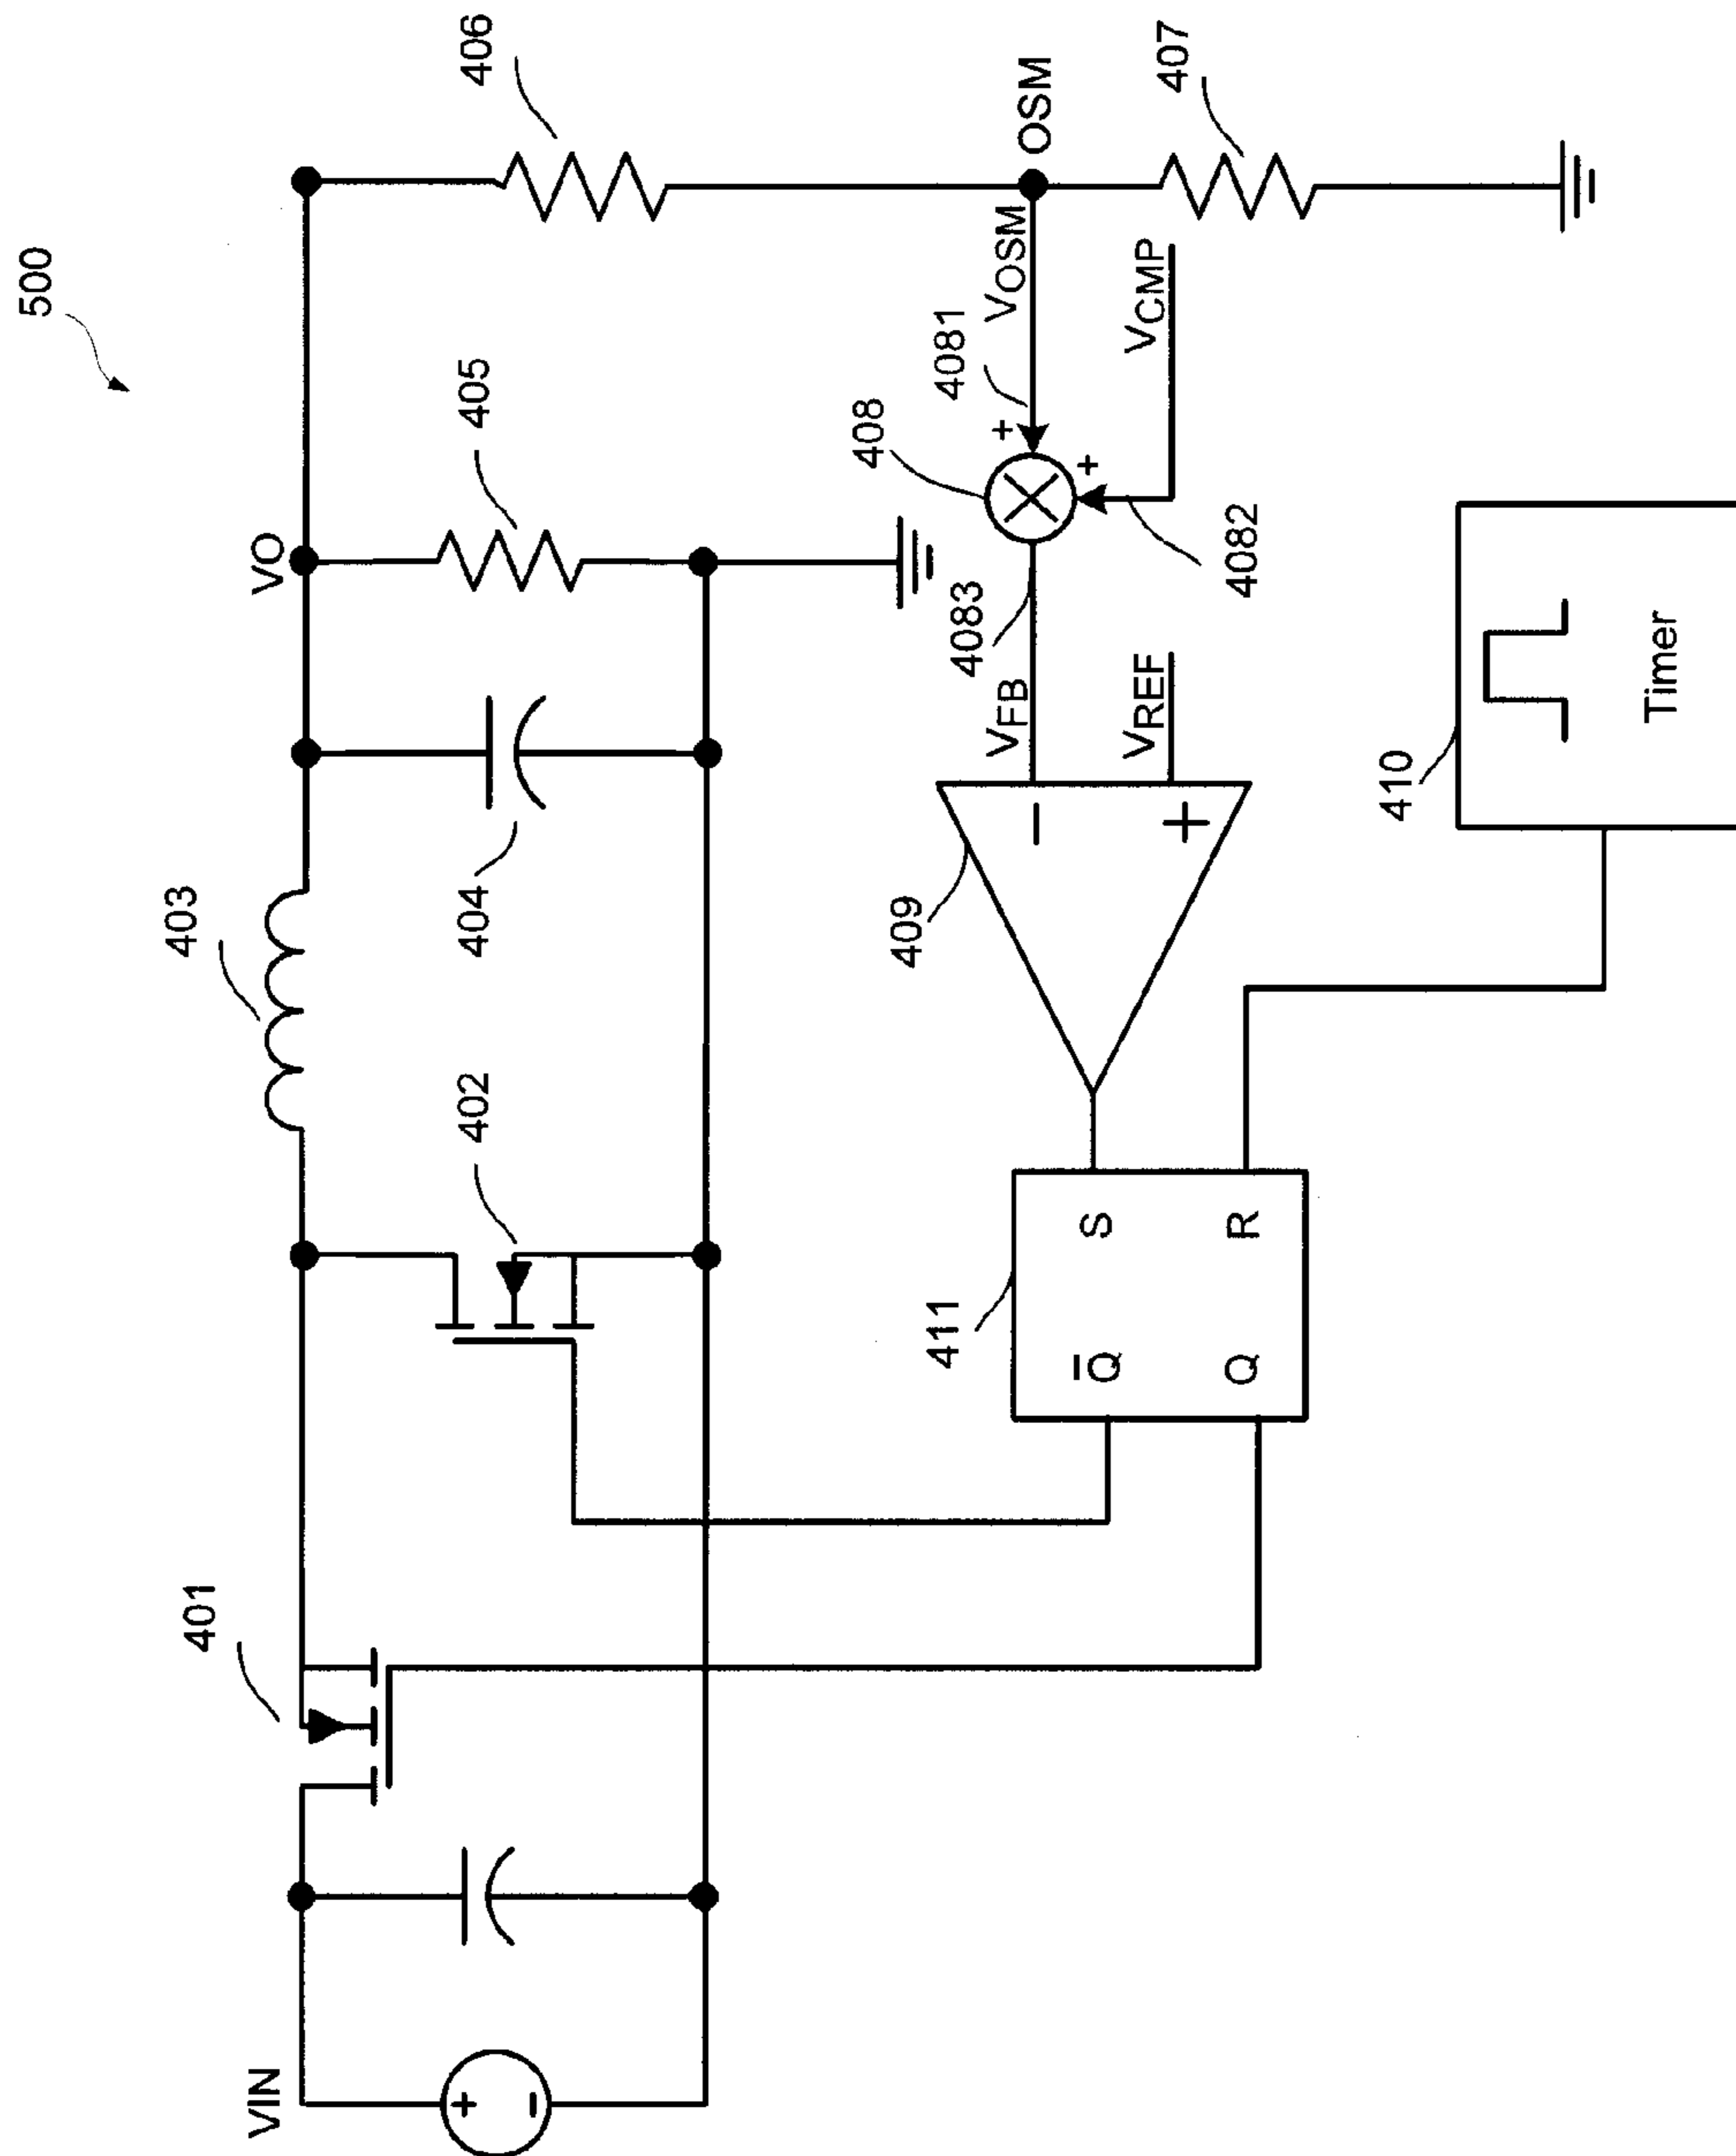 500
403
401
VIN
VO
+
-
402
404
405
406
408
409
411
4081
4083
+
VFB
VOSM
OSM
−
+
Q̅
S
VREF
VCMP
407
+
Q
R
4082
410
Timer